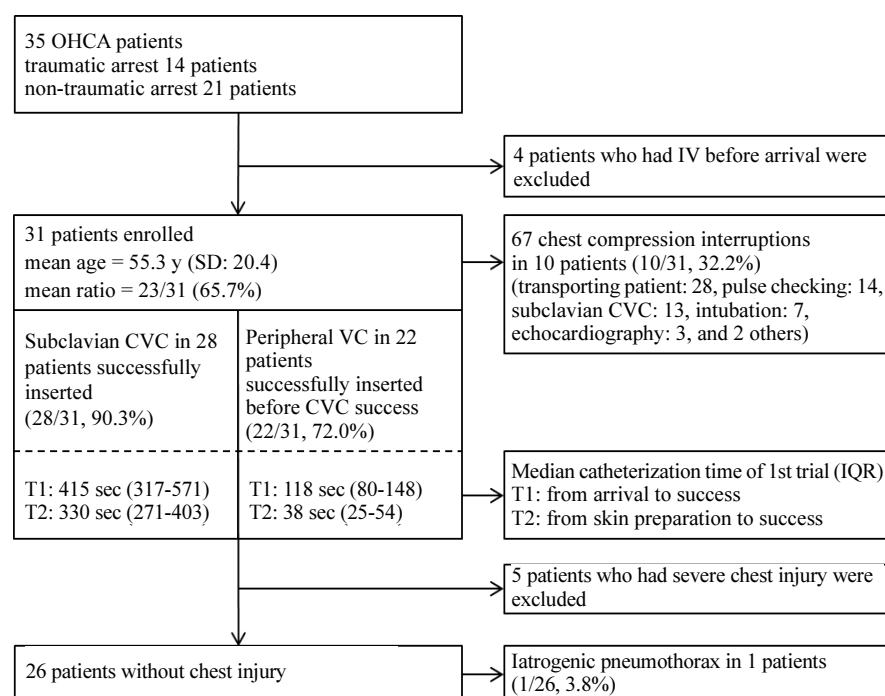 35 OHCA patients
traumatic arrest 14 patients
non-traumatic arrest 21 patients
4 patients who had IV before arrival were
excluded
31 patients enrolled
mean age = 55.3 y (SD: 20.4)
mean ratio = 23/31 (65.7%)
67 chest compression interruptions
in 10 patients (10/31, 32.2%)
(transporting patient: 28, pulse checking: 14,
subclavian CVC: 13, intubation: 7,
echocardiography: 3, and 2 others)
Subclavian CVC in 28
patients successfully
inserted
(28/31, 90.3%)
Peripheral VC in 22
patients
successfully inserted
before CVC success
(22/31, 72.0%)
T1: 415 sec (317-571)
T2: 330 sec (271-403)
T1: 118 sec (80-148)
T2: 38 sec (25-54)
Median catheterization time of 1st trial (IQR)
T1: from arrival to success
T2: from skin preparation to success
5 patients who had severe chest injury were
excluded
26 patients without chest injury
Iatrogenic pneumothorax in 1 patients
(1/26, 3.8%)